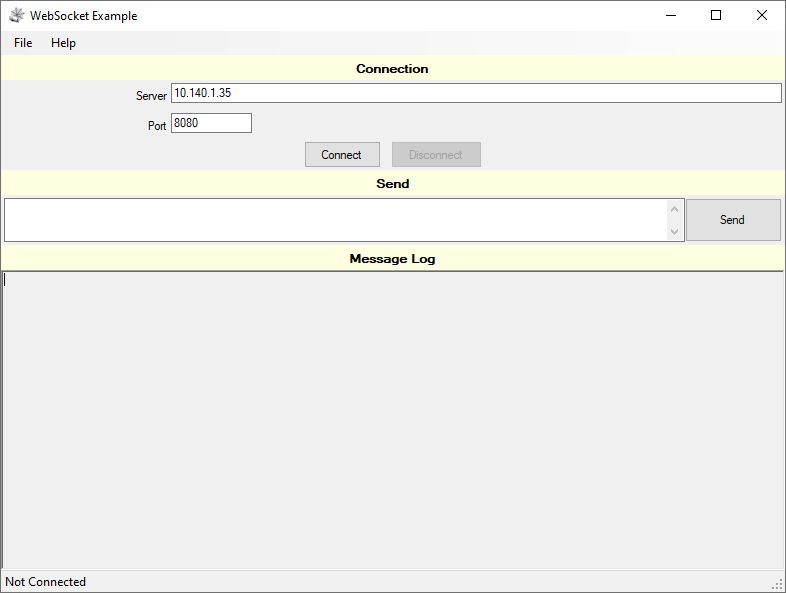 WebSocket Example
File Help
Connection
Server 10.140.1.35
Port 8080
Connect Disconnect
Send
Send
Message Log
Not Connected